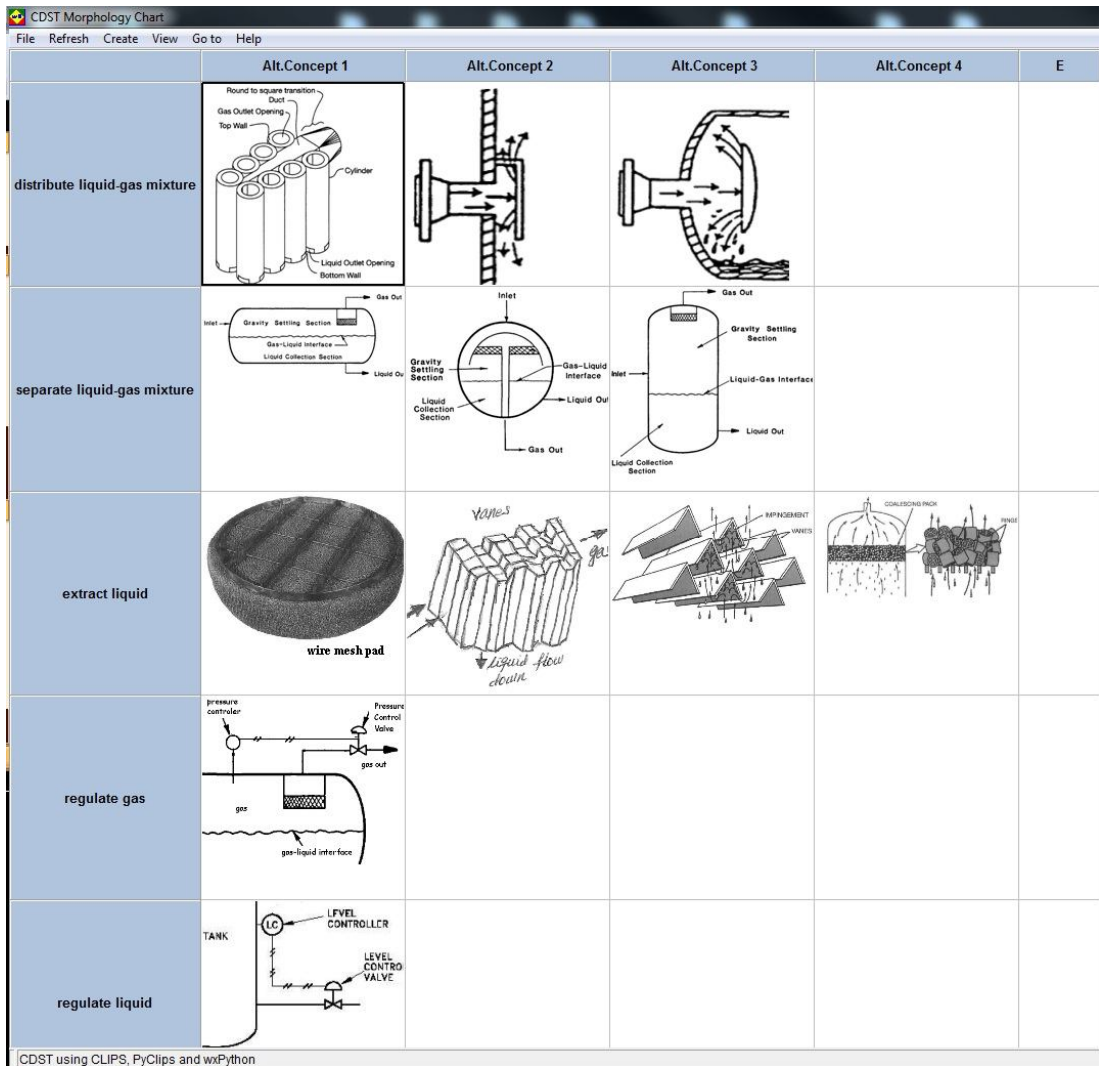 CDST Morphology Chart
File Refresh Create View Go to Help
Alt.Concept 1
Alt.Concept 2
Alt.Concept 3
Alt.Concept 4
E
distribute liquid-gas mixture
Round to square transition
Duct
Gas Outlet Opening
Top Wall
Cylinder
Liquid Outlet Opening
Bottom Wall
separate liquid-gas mixture
Gas Out
Inlet
Gravity Settling Section
Gas-Liquid Interface
Liquid Collection Section
Liquid Ou
Inlet
Gravity
Settling
Section
Gas-Liquid
Interface
Liquid
Collection
Section
Liquid Out
Gas Out
Gas Out
Gravity Settling
Section
Inlet
Liquid-Gas Interface
Liquid Out
Liquid Collection
Section
extract liquid
wire mesh pad
vanes
gas
liquid flow
down
IMPINGEMENT
VANES
COALESCING PACK
RINGS
regulate gas
pressure
controler
Pressure
Control
Valve
gas out
gas
gas-liquid interface
regulate liquid
TANK
LC
LEVEL
CONTROLLER
LEVEL
CONTRO
VALVE
CDST using CLIPS, PyClips and wxPython